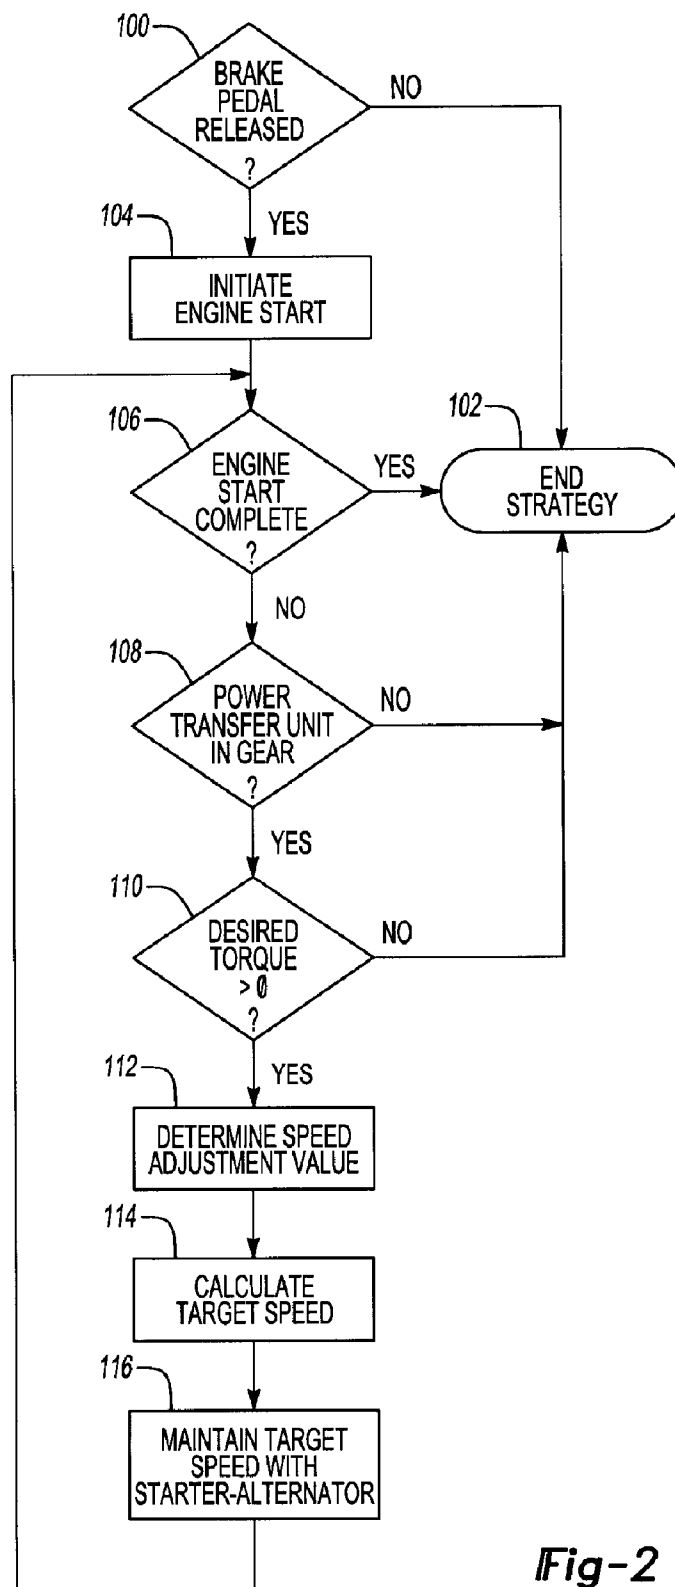 100
BRAKE
PEDAL
RELEASED
?
NO
YES
104
INITIATE
ENGINE START
106
ENGINE
START
COMPLETE
?
YES
102
END
STRATEGY
NO
108
POWER
TRANSFER UNIT
IN GEAR
?
NO
YES
110
DESIRED
TORQUE
> 0
?
NO
YES
112
DETERMINE SPEED
ADJUSTMENT VALUE
114
CALCULATE
TARGET SPEED
116
MAINTAIN TARGET
SPEED WITH
STARTER-ALTERNATOR
Fig-2